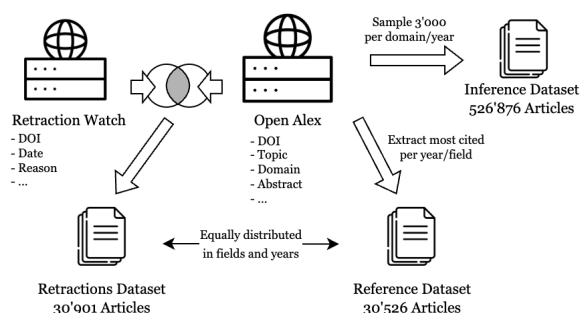 Sample 3'000
per domain/year
Inference Dataset
526'876 Articles
Retraction Watch
- DOI
- Date
- Reason
- ...
Open Alex
- DOI
- Topic
- Domain
- Abstract
- ...
Extract most cited
per year/field
Equally distributed
in fields and years
Retractions Dataset
30'901 Articles
Reference Dataset
30'526 Articles